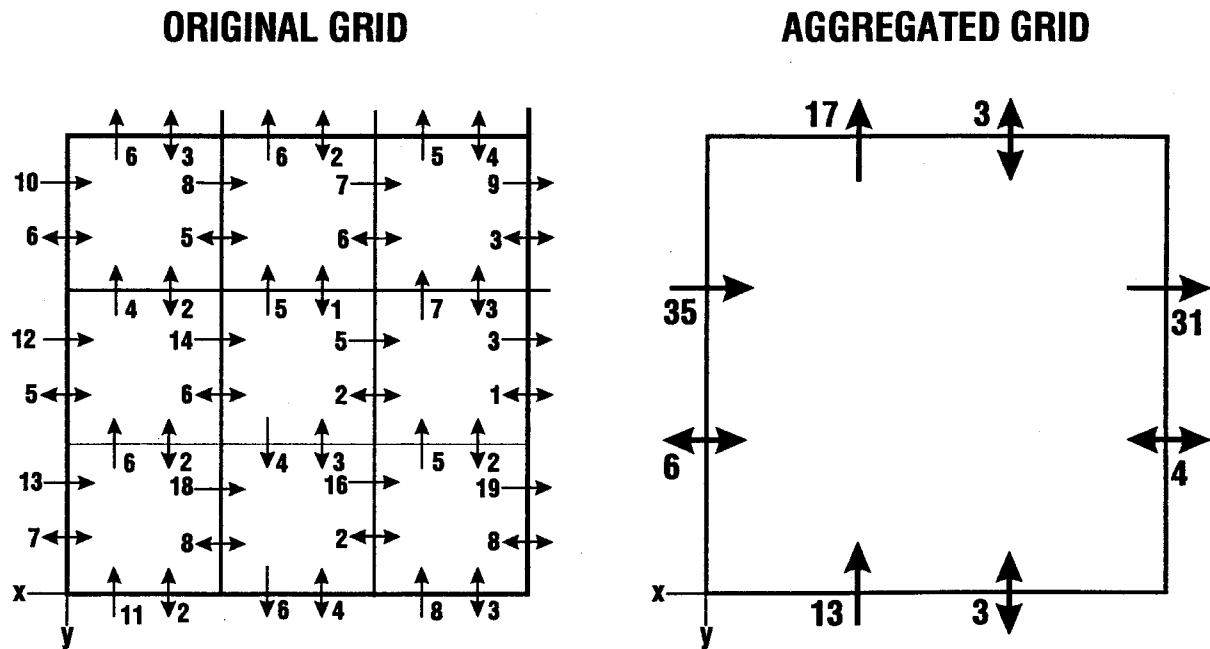 ORIGINAL GRID
AGGREGATED GRID
17 3
6 3 6 2 5 4
10 8 7 9
6 5 6 3
4 2 5 1 7 3
35 31
12 14 5 3
5 6 2 1
6 2 4 3 5 2
6 4
13 18 16 19
7 8 2 8
x
11 2 6 4 8 3
y
x
13 3
y